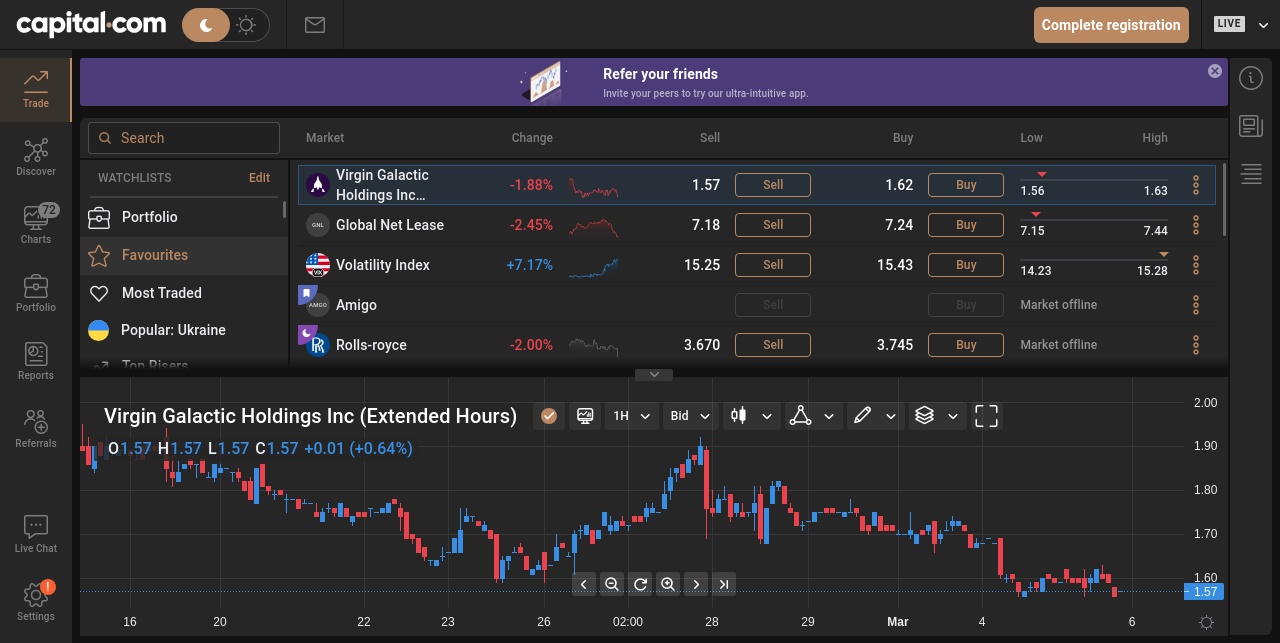 capital.com
Complete registration
LIVE
Refer your friends
Invite your peers to try our ultra-intuitive app.
Trade
Discover
72
Charts
Portfolio
Reports
Referrals
Live Chat
!
Settings
Search
Market Change Sell Buy Low High
WATCHLISTS Edit
Portfolio
Favourites
Most Traded
Popular: Ukraine
Top Risers
Virgin Galactic
Holdings Inc... -1.88% 1.57 Sell 1.62 Buy 1.56 1.63
GNL Global Net Lease -2.45% 7.18 Sell 7.24 Buy 7.15 7.44
VIX Volatility Index +7.17% 15.25 Sell 15.43 Buy 14.23 15.28
AMGO Amigo Sell Buy Market offline
Rolls-royce -2.00% 3.670 Sell 3.745 Buy Market offline
Virgin Galactic Holdings Inc (Extended Hours) 1H Bid
O1.57 H1.57 L1.57 C1.57 +0.01 (+0.64%)
2.00
1.90
1.80
1.70
1.60
1.57
16 20 22 23 26 02:00 28 29 Mar 4 6